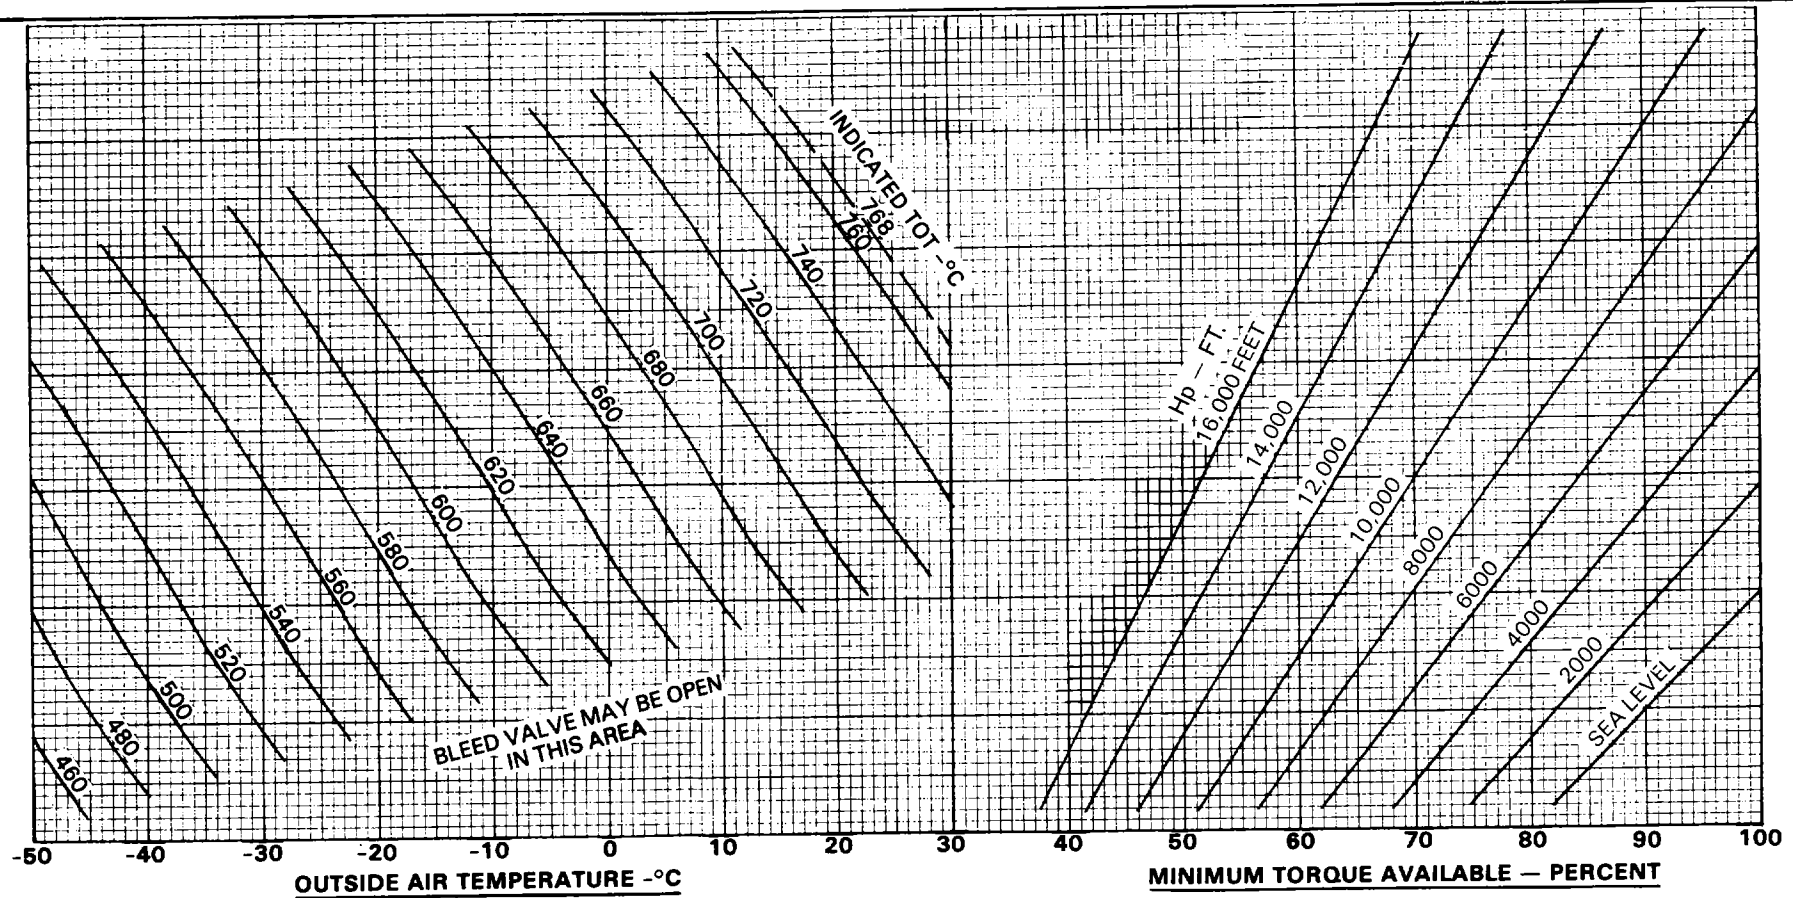 INDICATED TOT -°C
768
760
740
720
700
680
660
640
620
600
580
560
540
520
500
480
460
BLEED VALVE MAY BE OPEN
IN THIS AREA
Hp – FT.
16,000 FEET
14,000
12,000
10,000
8000
6000
4000
2000
SEA LEVEL
-50 -40 -30 -20 -10 0 10 20 30 40 50 60 70 80 90 100
OUTSIDE AIR TEMPERATURE -°C
MINIMUM TORQUE AVAILABLE — PERCENT